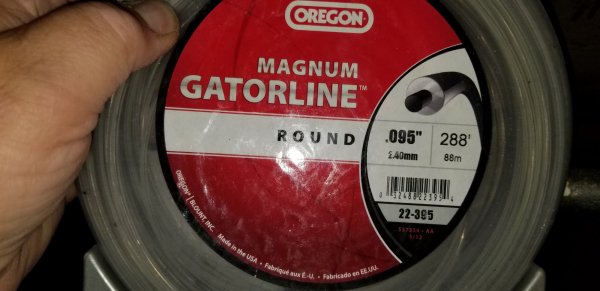 OREGON
MAGNUM
GATORLINE™
ROUND
.095"
2.40mm
288'
88m
22-395
OREGON® | BLOUNT, INC.
Made in the USA • Fabriqué aux É.-U. • Fabricado en EE.UU.